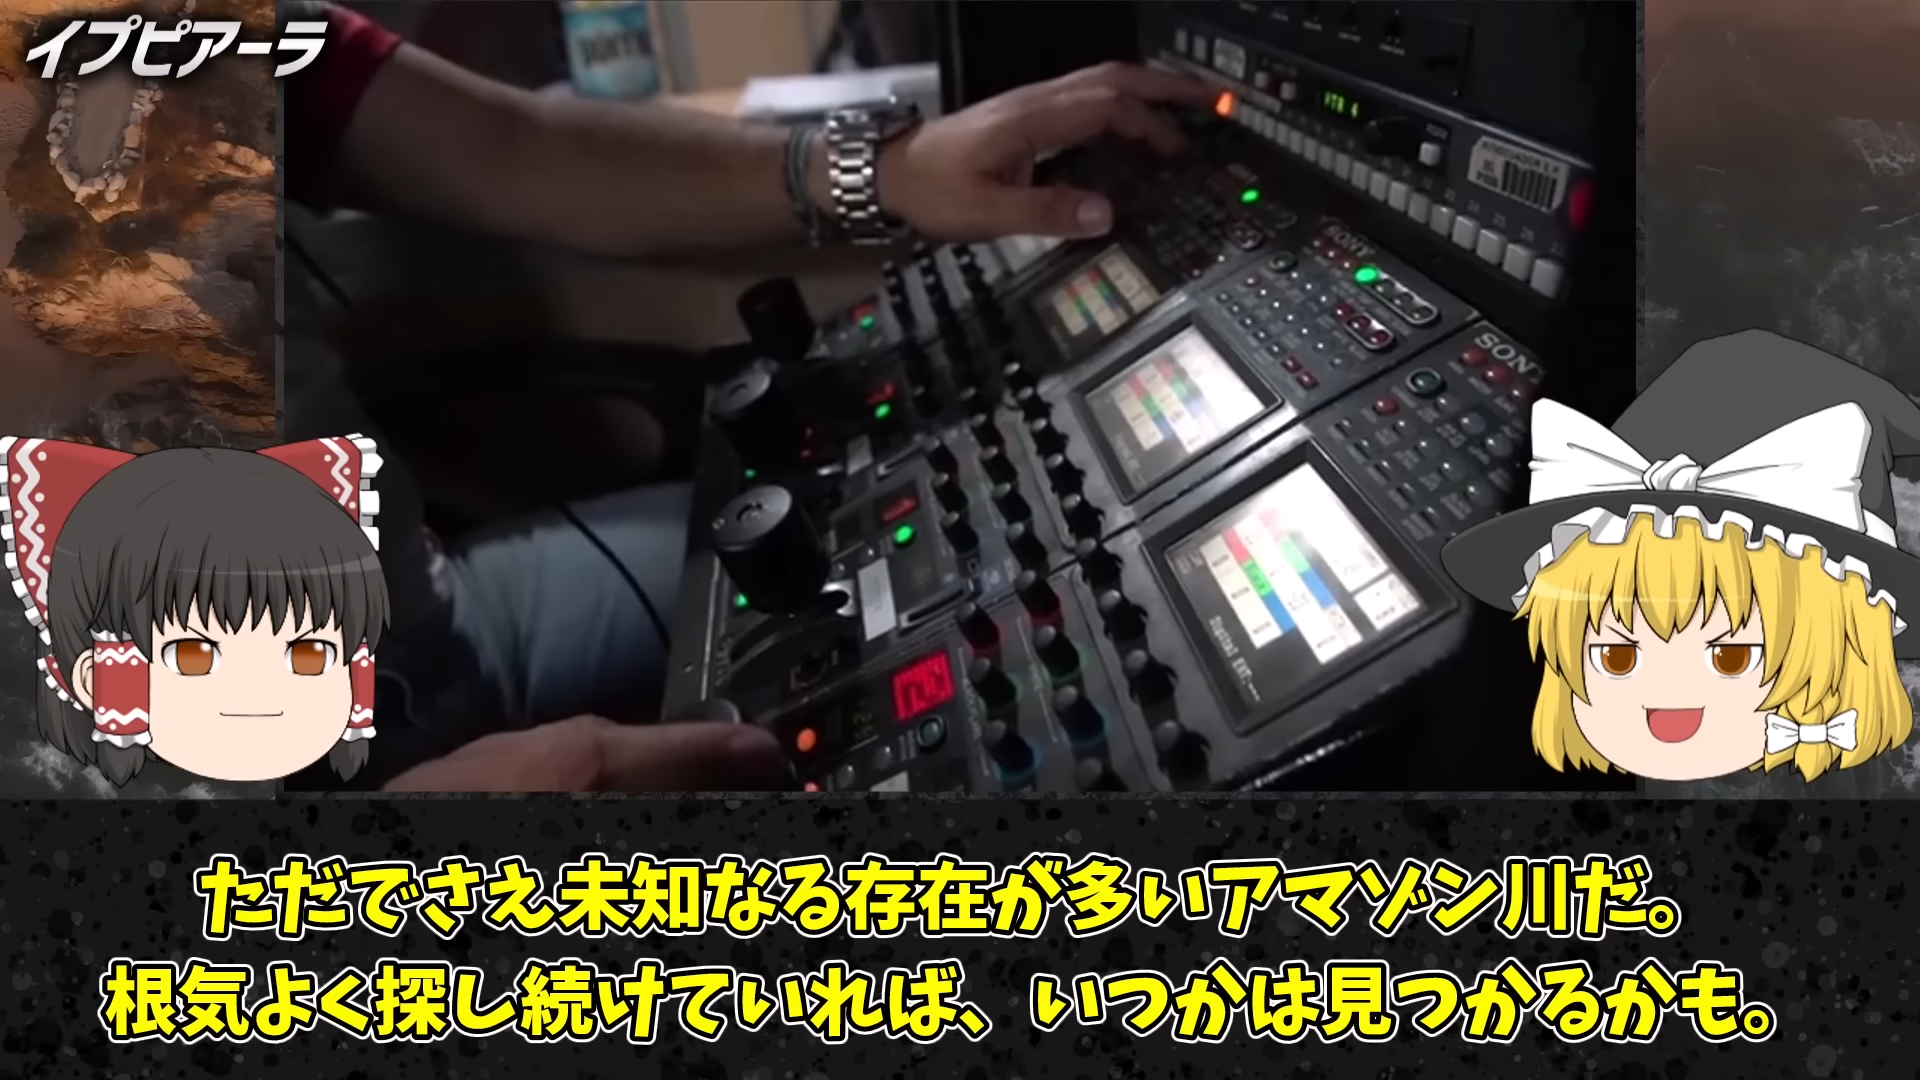 イプピアーラ
VTR 4
SONY
SONY
ただでさえ未知なる存在が多いアマゾン川だ。
根気よく探し続けていれば、いつかは見つかるかも。